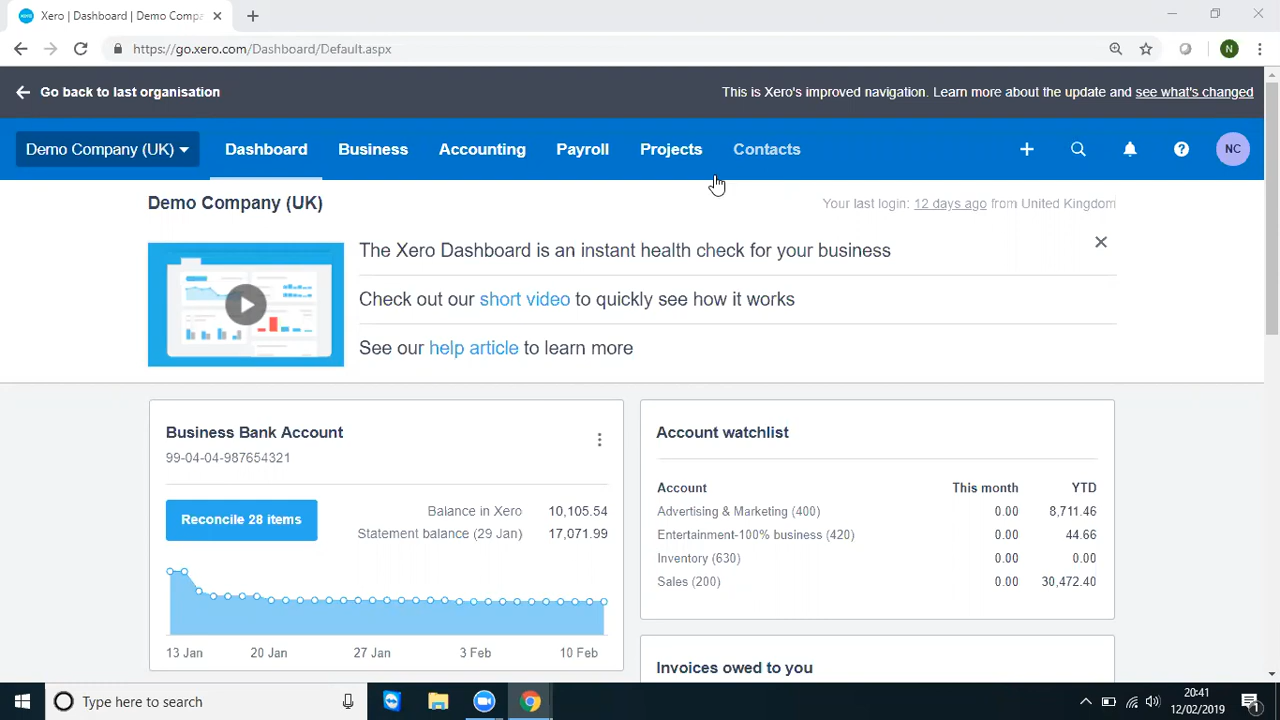 Xero | Dashboard | Demo Comp
https://go.xero.com/Dashboard/Default.aspx
N
Go back to last organisation
This is Xero's improved navigation. Learn more about the update and see what's changed
Demo Company (UK)
Dashboard
Business
Accounting
Payroll
Projects
Contacts
NC
Demo Company (UK)
Your last login: 12 days ago from United Kingdom
The Xero Dashboard is an instant health check for your business
Check out our short video to quickly see how it works
See our help article to learn more
Business Bank Account
99-04-04-987654321
Reconcile 28 items
Balance in Xero 10,105.54
Statement balance (29 Jan) 17,071.99
13 Jan 20 Jan 27 Jan 3 Feb 10 Feb
Account watchlist
Account This month YTD
Advertising & Marketing (400) 0.00 8,711.46
Entertainment-100% business (420) 0.00 44.66
Inventory (630) 0.00 0.00
Sales (200) 0.00 30,472.40
Invoices owed to you
Type here to search
20:41
12/02/2019
1